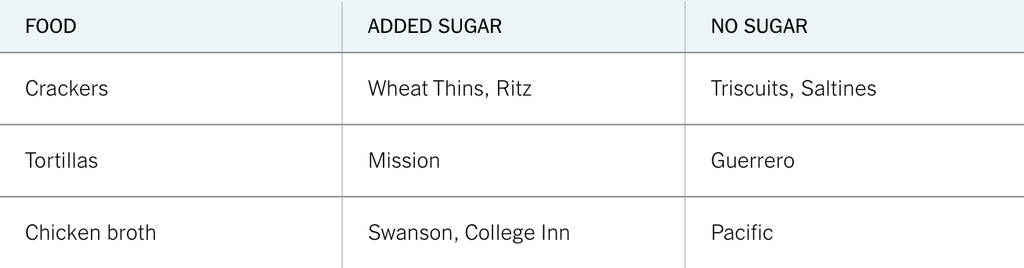 FOOD ADDED SUGAR NO SUGAR
Crackers Wheat Thins, Ritz Triscuits, Saltines
Tortillas Mission Guerrero
Chicken broth Swanson, College Inn Pacific